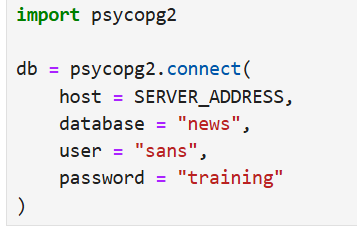 import psycopg2
db = psycopg2.connect(
    host = SERVER_ADDRESS,
    database = "news",
    user = "sans",
    password = "training"
)